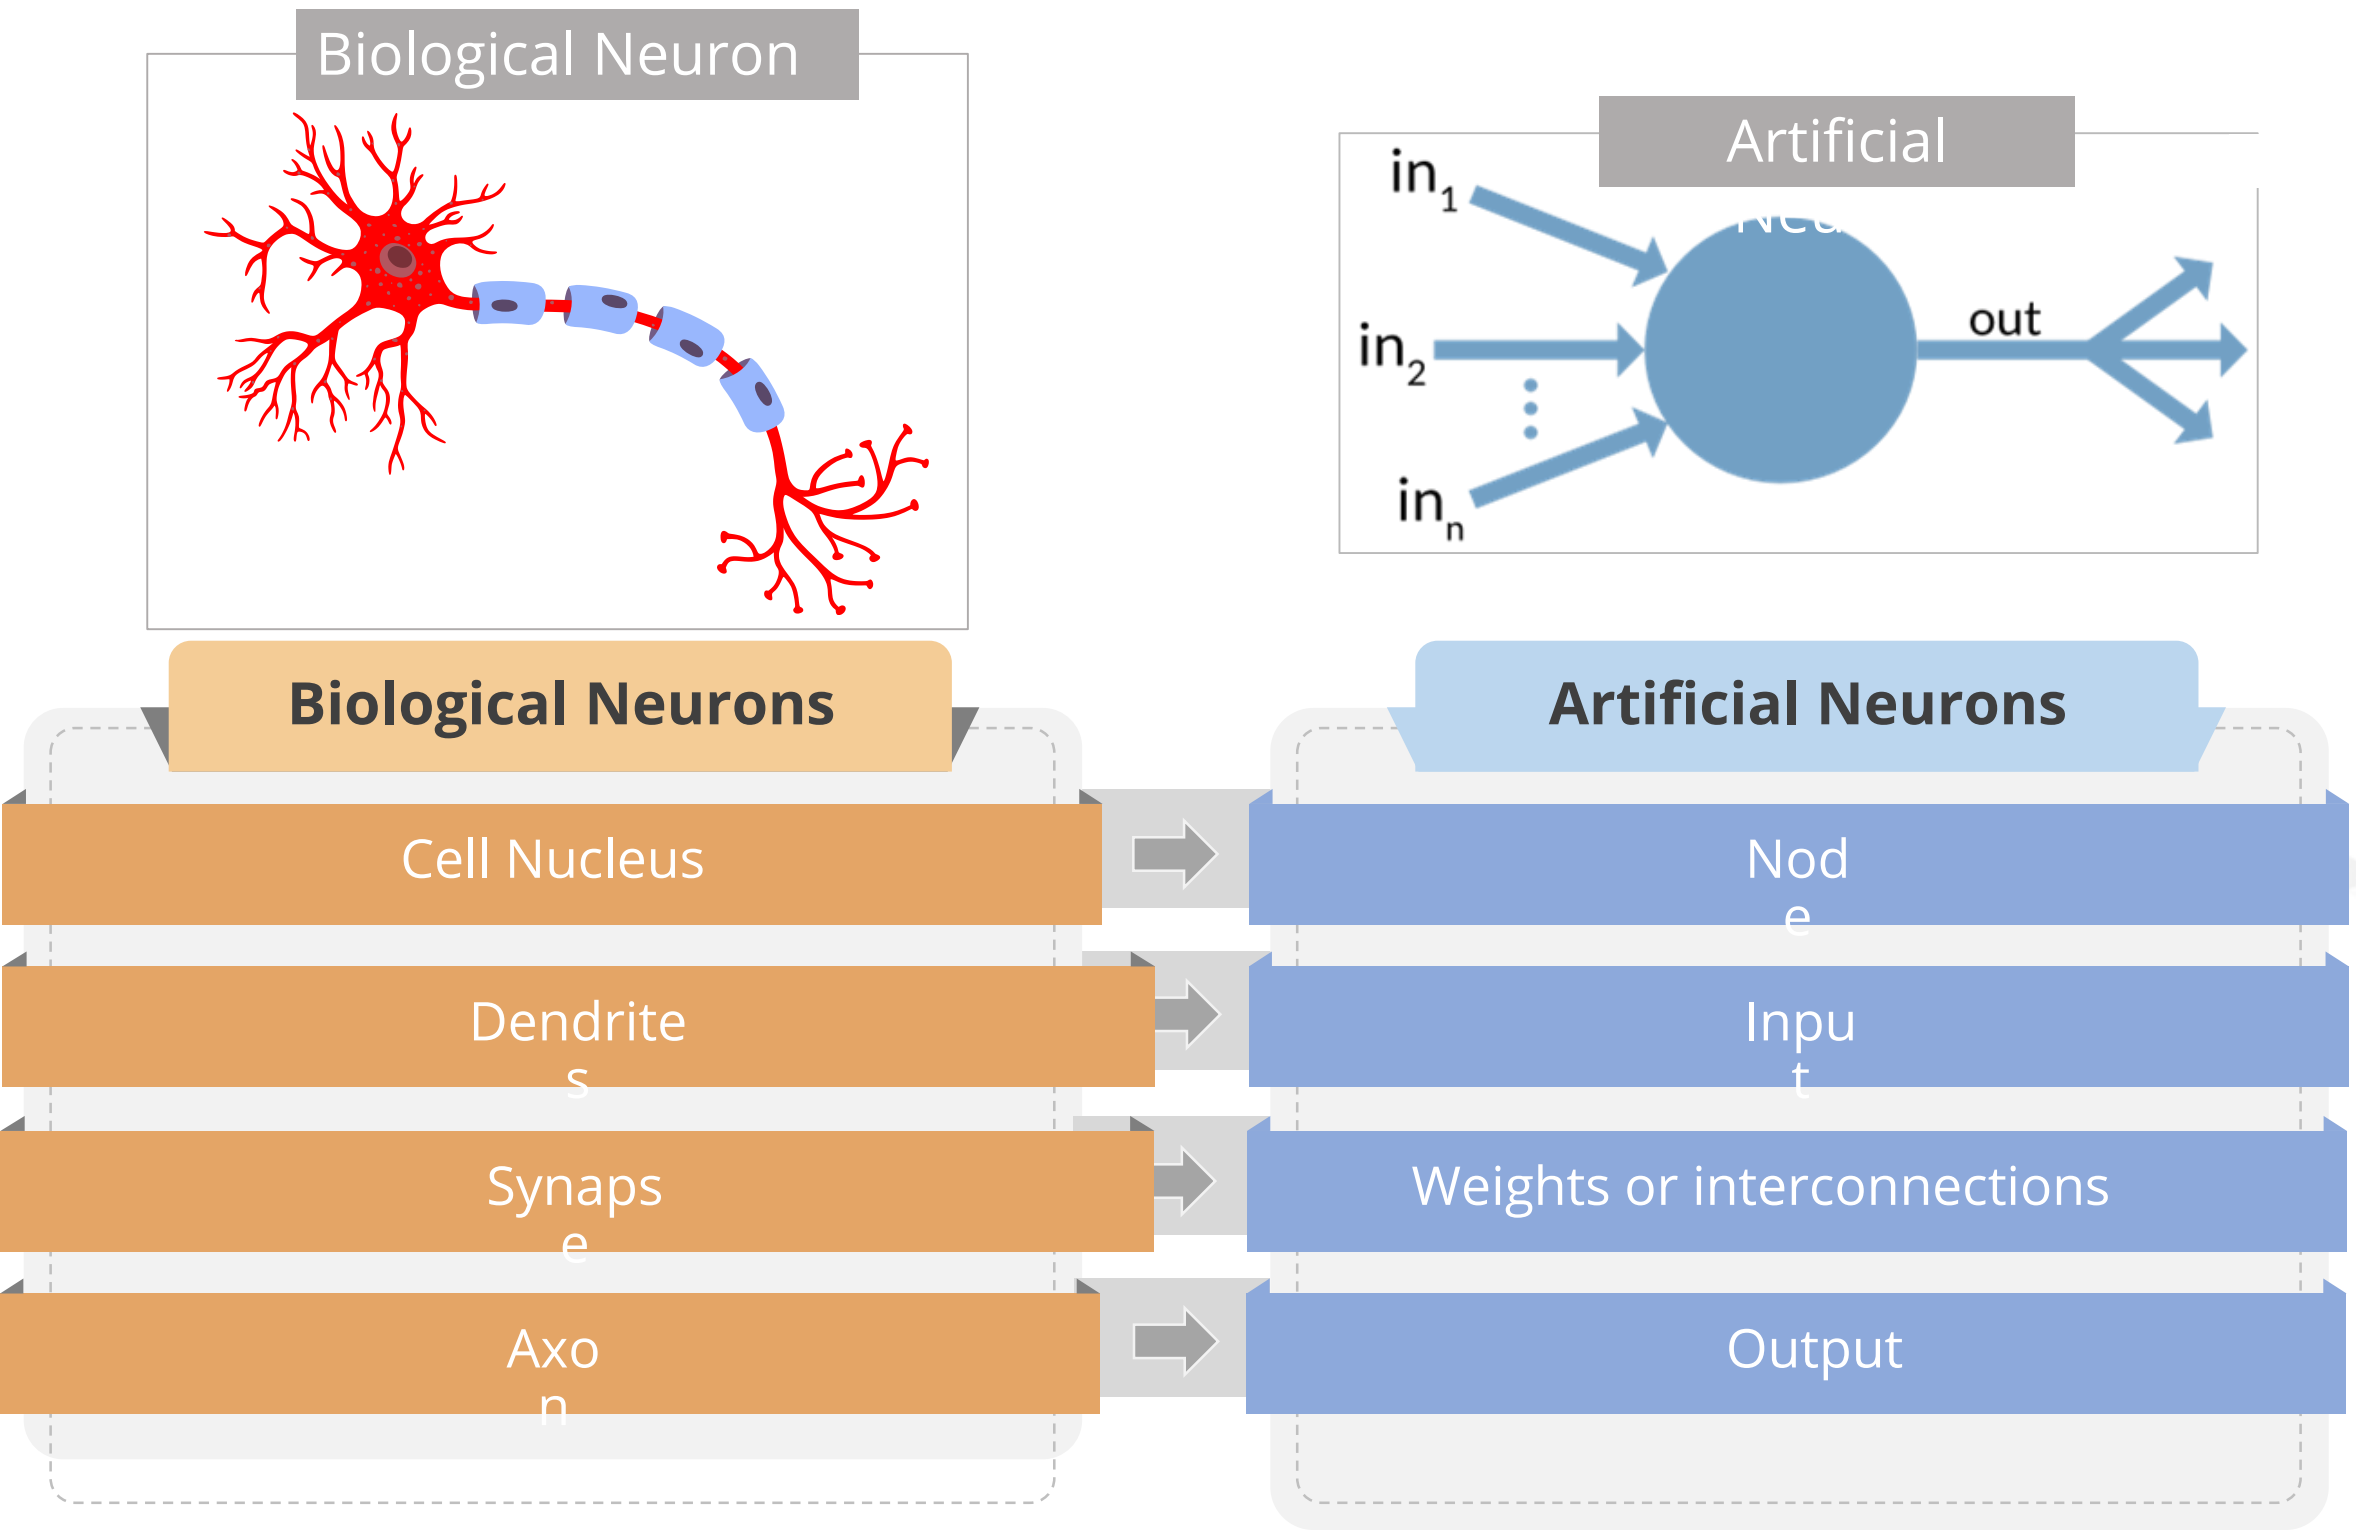 Biological Neuron
Artificial
in1
in2
out
inn
Biological Neurons
Artificial Neurons
Cell Nucleus
Nod
e
Dendrite
s
Inpu
t
Synaps
e
Weights or interconnections
Axo
n
Output